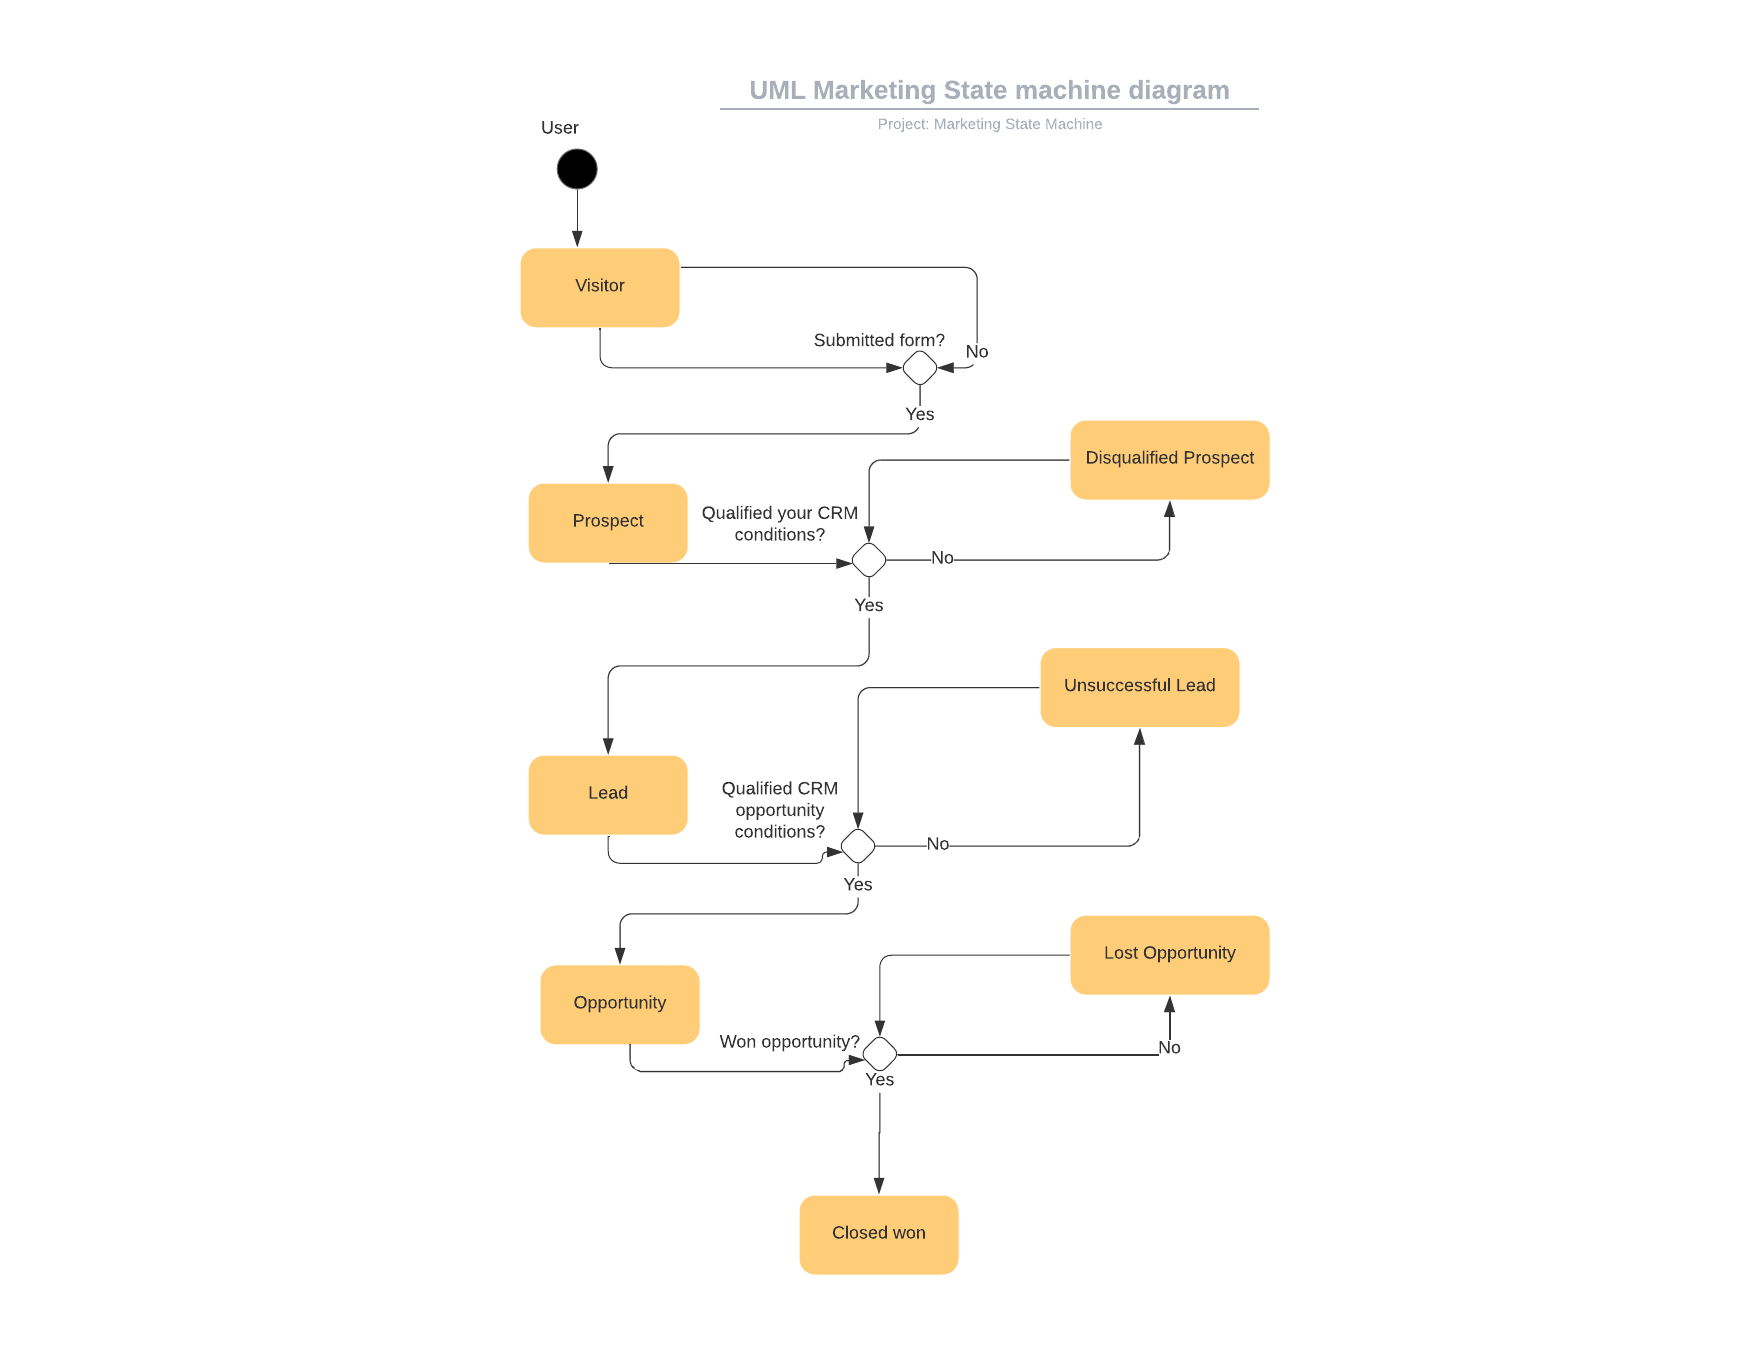 UML Marketing State machine diagram
Project: Marketing State Machine
User
Visitor
Submitted form?
No
Yes
Disqualified Prospect
Prospect
Qualified your CRM
conditions?
No
Yes
Unsuccessful Lead
Lead
Qualified CRM
opportunity
conditions?
No
Yes
Lost Opportunity
Opportunity
Won opportunity?
No
Yes
Closed won